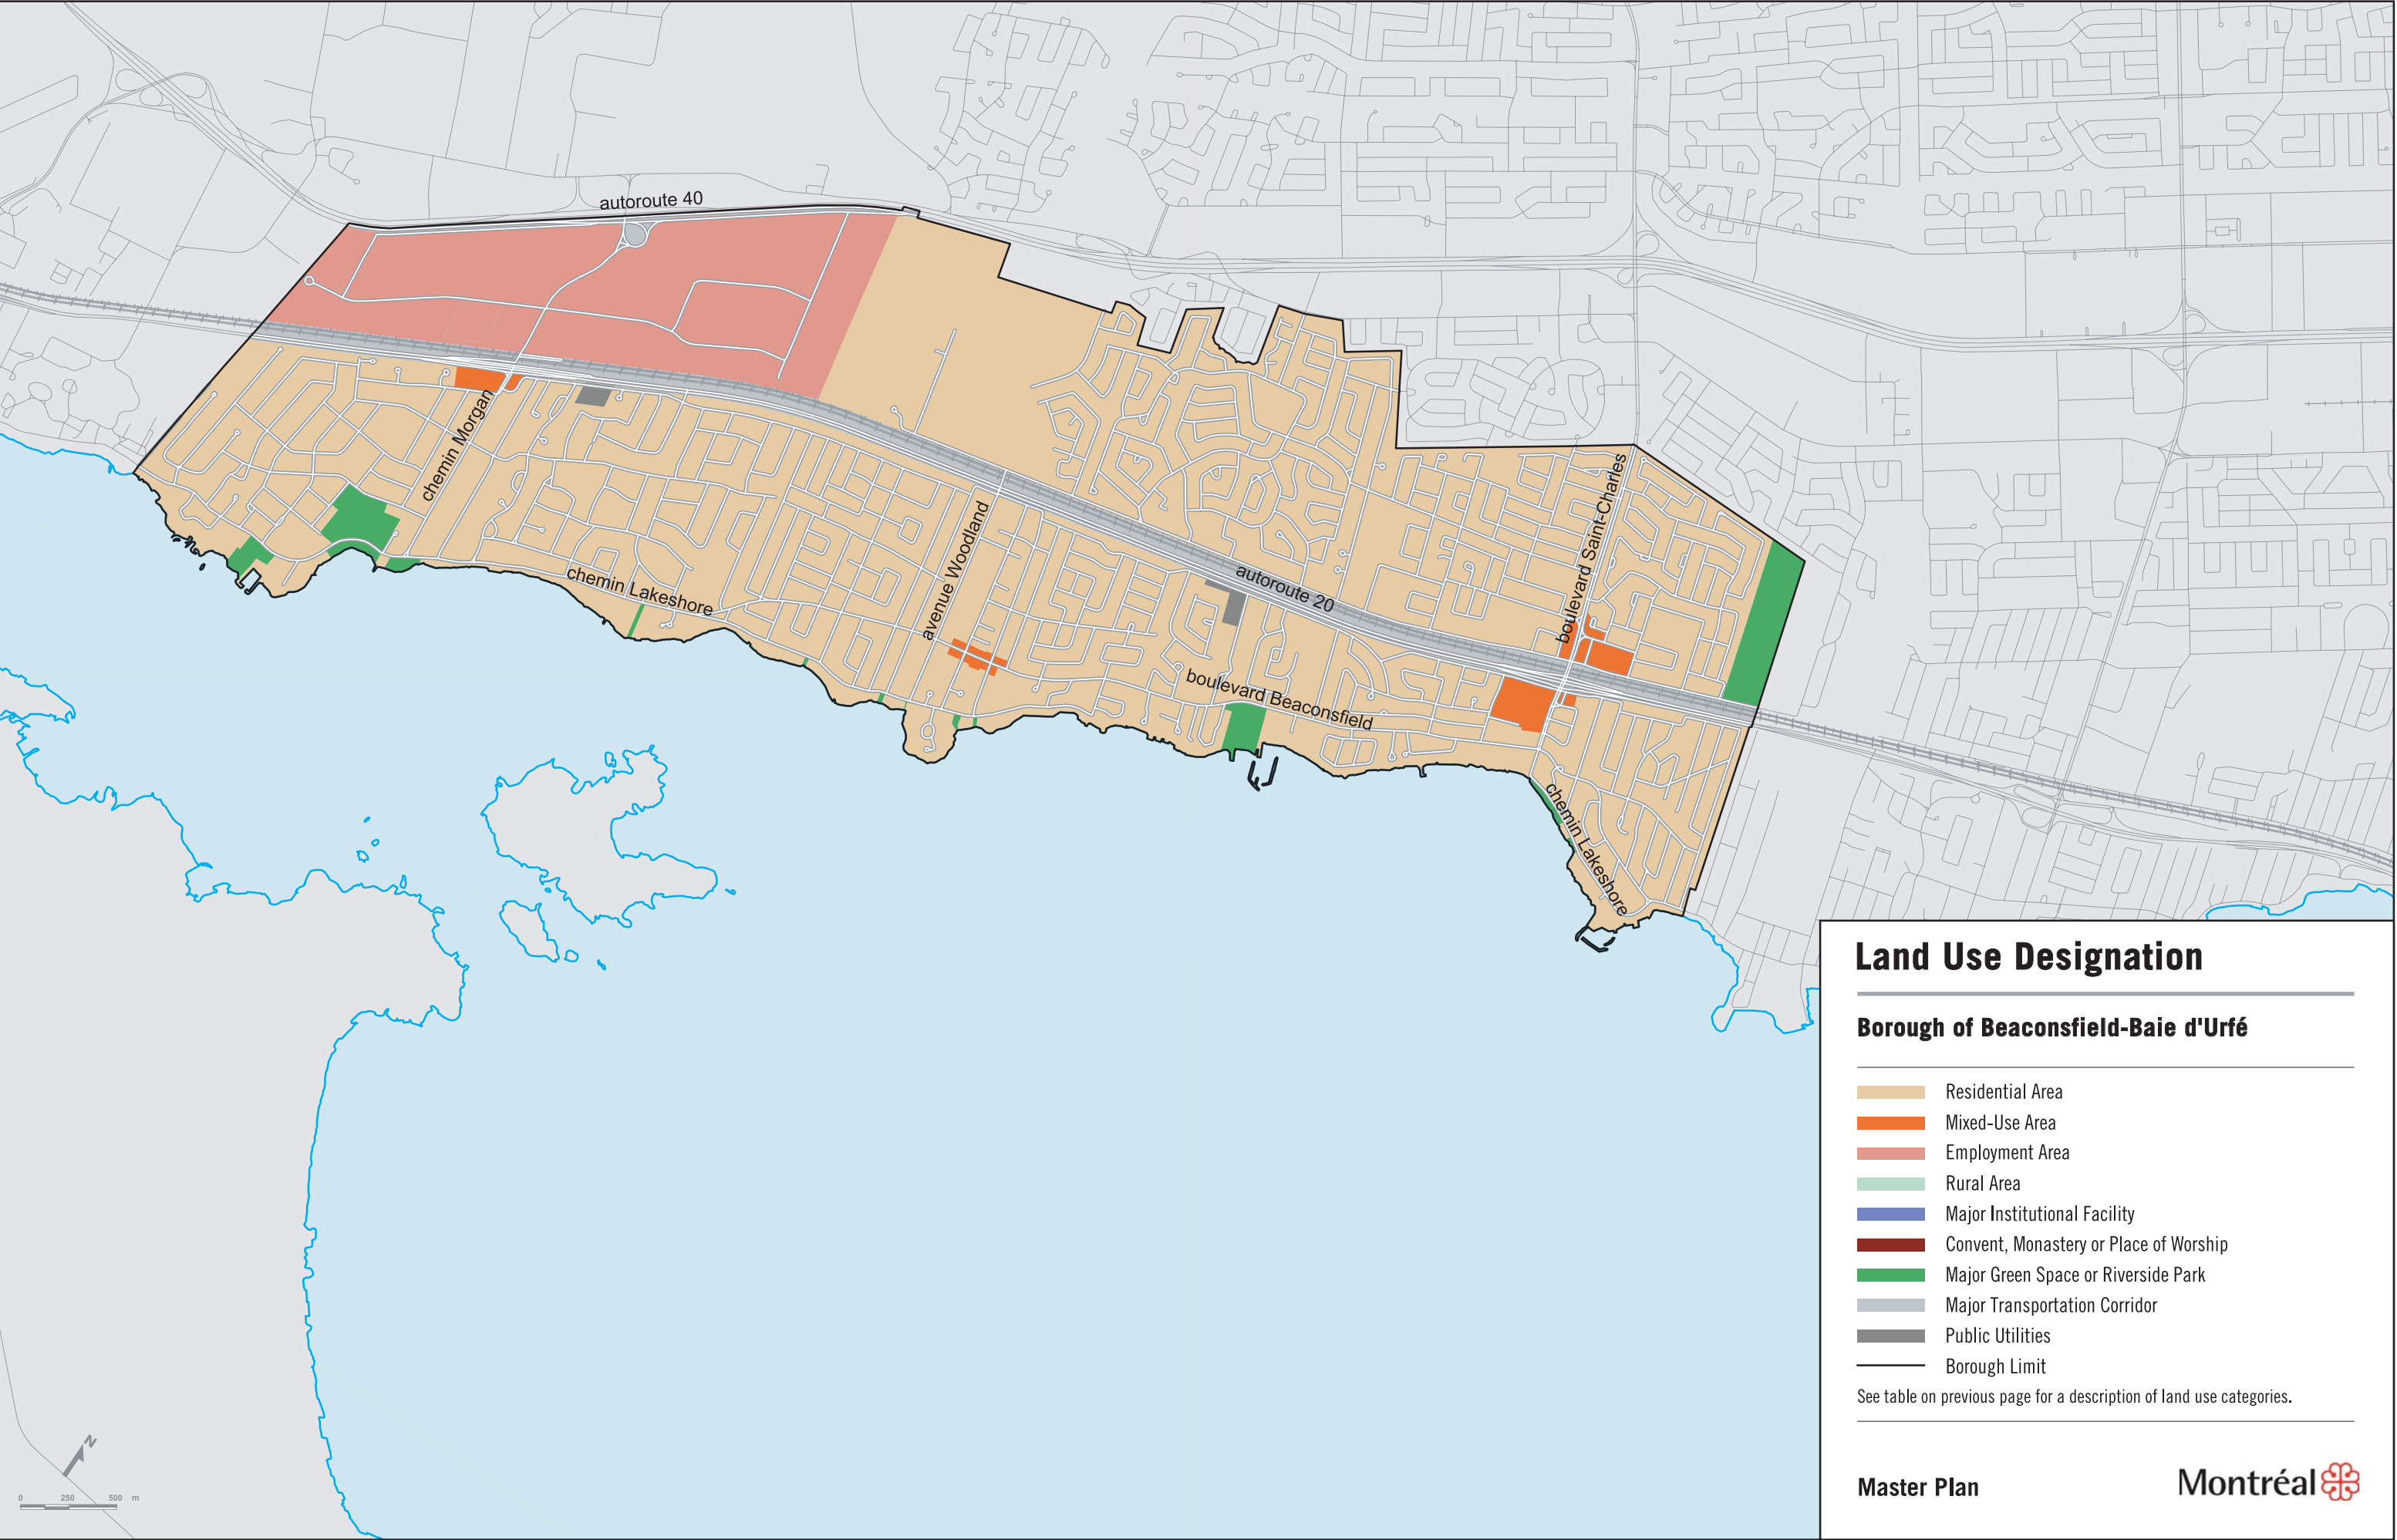 autoroute 40
chemin Morgan
chemin Lakeshore
avenue Woodland
autoroute 20
boulevard Saint-Charles
boulevard Beaconsfield
chemin Lakeshore
Land Use Designation
Borough of Beaconsfield-Baie d'Urfé
Residential Area
Mixed-Use Area
Employment Area
Rural Area
Major Institutional Facility
Convent, Monastery or Place of Worship
Major Green Space or Riverside Park
Major Transportation Corridor
Public Utilities
Borough Limit
See table on previous page for a description of land use categories.
Master Plan
Montréal
N
0 250 500 m